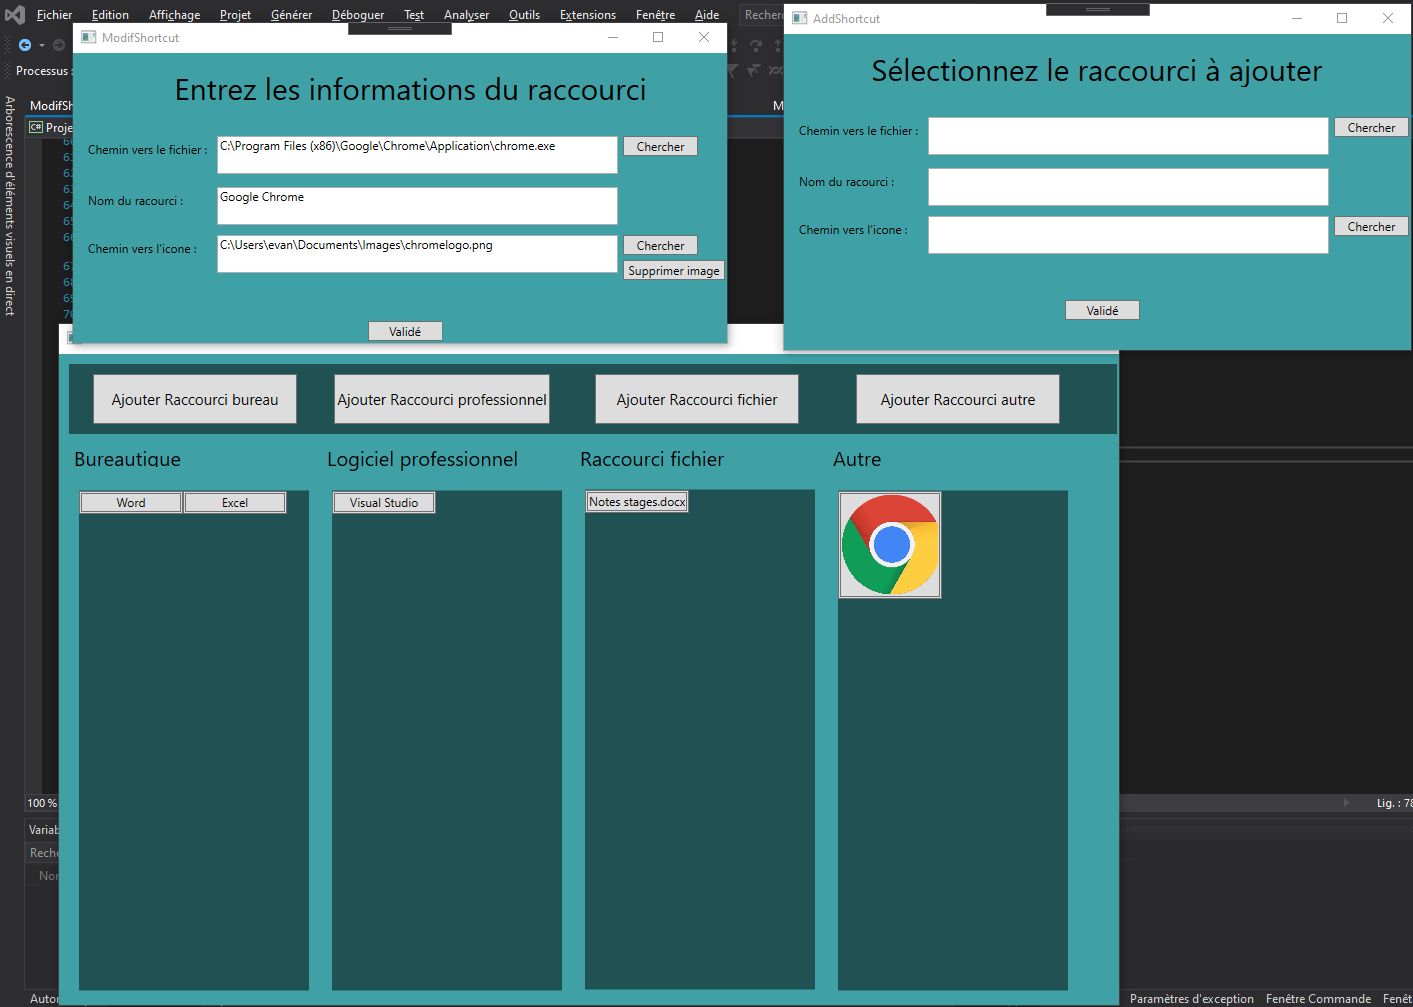 Fichier Edition Affichage Projet Générer Déboguer Test Analyser Outils Extensions Fenêtre Aide Recher
Processus :
Arborescence d'éléments visuels en direct
ModifSh
C# Proje
ModifShortcut
Entrez les informations du raccourci
Chemin vers le fichier : C:\Program Files (x86)\Google\Chrome\Application\chrome.exe Chercher
Nom du racourci : Google Chrome
Chemin vers l'icone : C:\Users\evan\Documents\Images\chromelogo.png Chercher
Supprimer image
Validé
AddShortcut
Sélectionnez le raccourci à ajouter
Chemin vers le fichier : Chercher
Nom du racourci :
Chemin vers l'icone : Chercher
Validé
Ajouter Raccourci bureau Ajouter Raccourci professionnel Ajouter Raccourci fichier Ajouter Raccourci autre
Bureautique Logiciel professionnel Raccourci fichier Autre
Word Excel Visual Studio Notes stages.docx
100 % Lig. : 78
Variab
Reche
Nor
Autor Paramètres d'exception Fenêtre Commande Fenêt